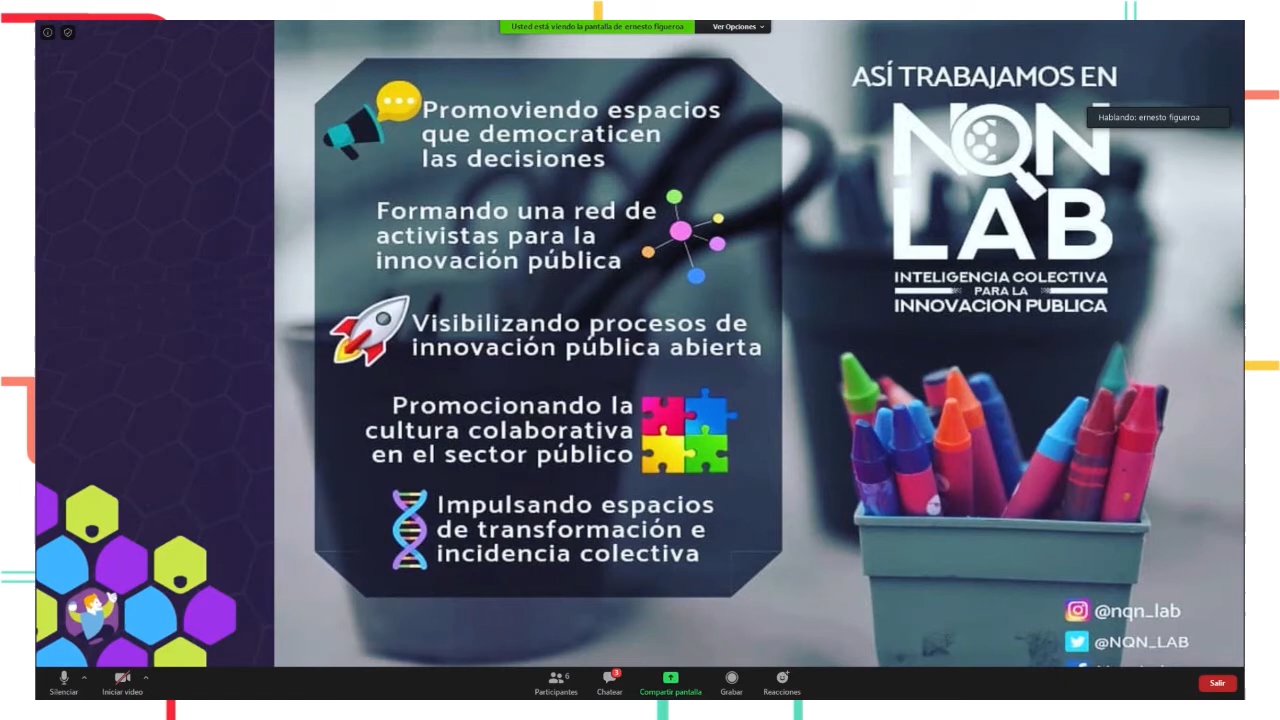 Usted está viendo la pantalla de ernesto figueroa
Ver Opciones
Promoviendo espacios
que democraticen
las decisiones
Formando una red de
activistas para la
innovación pública
Visibilizando procesos de
innovación pública abierta
Promocionando la
cultura colaborativa
en el sector público
Impulsando espacios
de transformación e
incidencia colectiva
ASÍ TRABAJAMOS EN
Hablando: ernesto figueroa
NQN
LAB
INTELIGENCIA COLECTIVA
PARA LA
INNOVACION PUBLICA
@nqn_lab
@NQN_LAB
Silenciar
Iniciar video
Participantes
6
Chatear
3
Compartir pantalla
Grabar
Reacciones
Salir